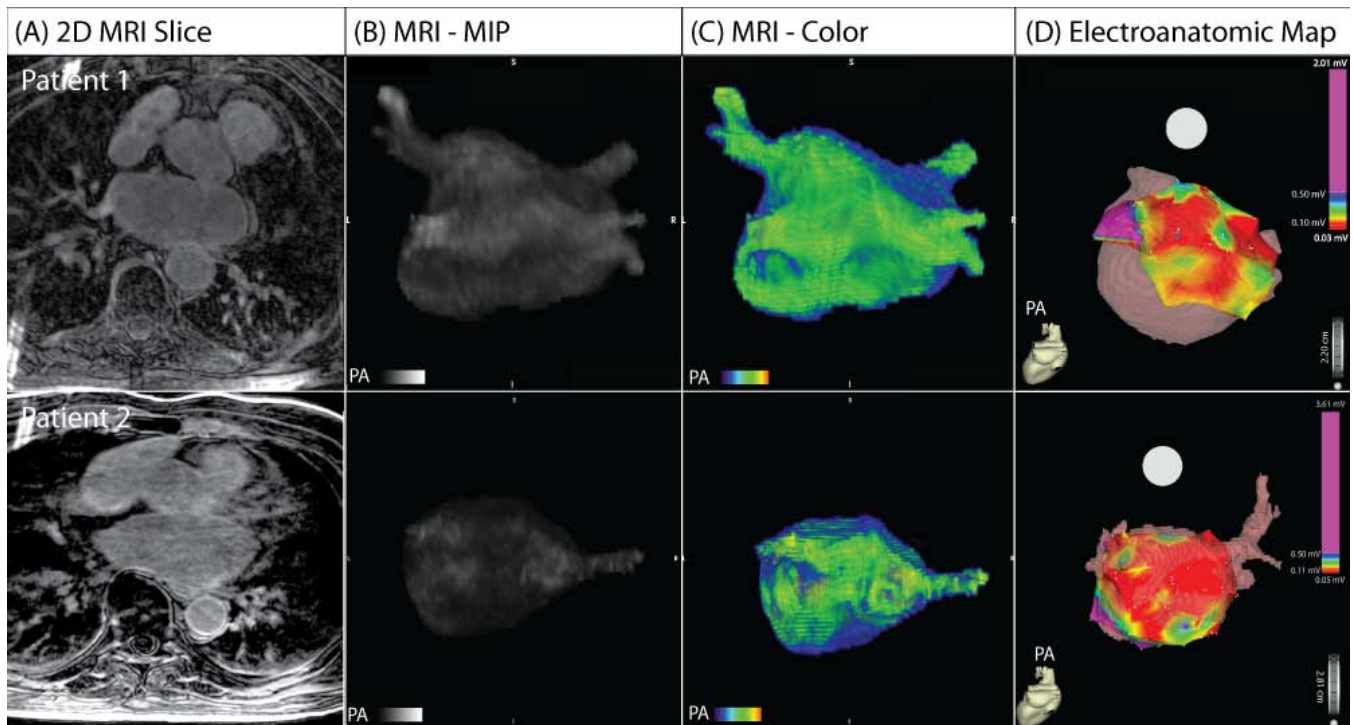 (A) 2D MRI Slice
(B) MRI - MIP
(C) MRI - Color
(D) Electroanatomic Map
Patient 1
S
S
2.01 mV
0.50 mV
0.10 mV
0.03 mV
L
R
L
R
PA
PA
PA
2.20 cm
Patient 2
S
S
3.61 mV
0.50 mV
0.11 mV
0.05 mV
R
PA
PA
PA
2.81 cm